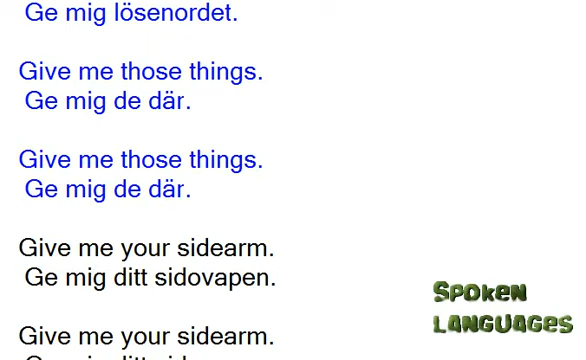 Ge mig lösenordet.
Give me those things.
Ge mig de där.
Give me those things.
Ge mig de där.
Give me your sidearm.
Ge mig ditt sidovapen.
Give me your sidearm.
Spoken
Languages